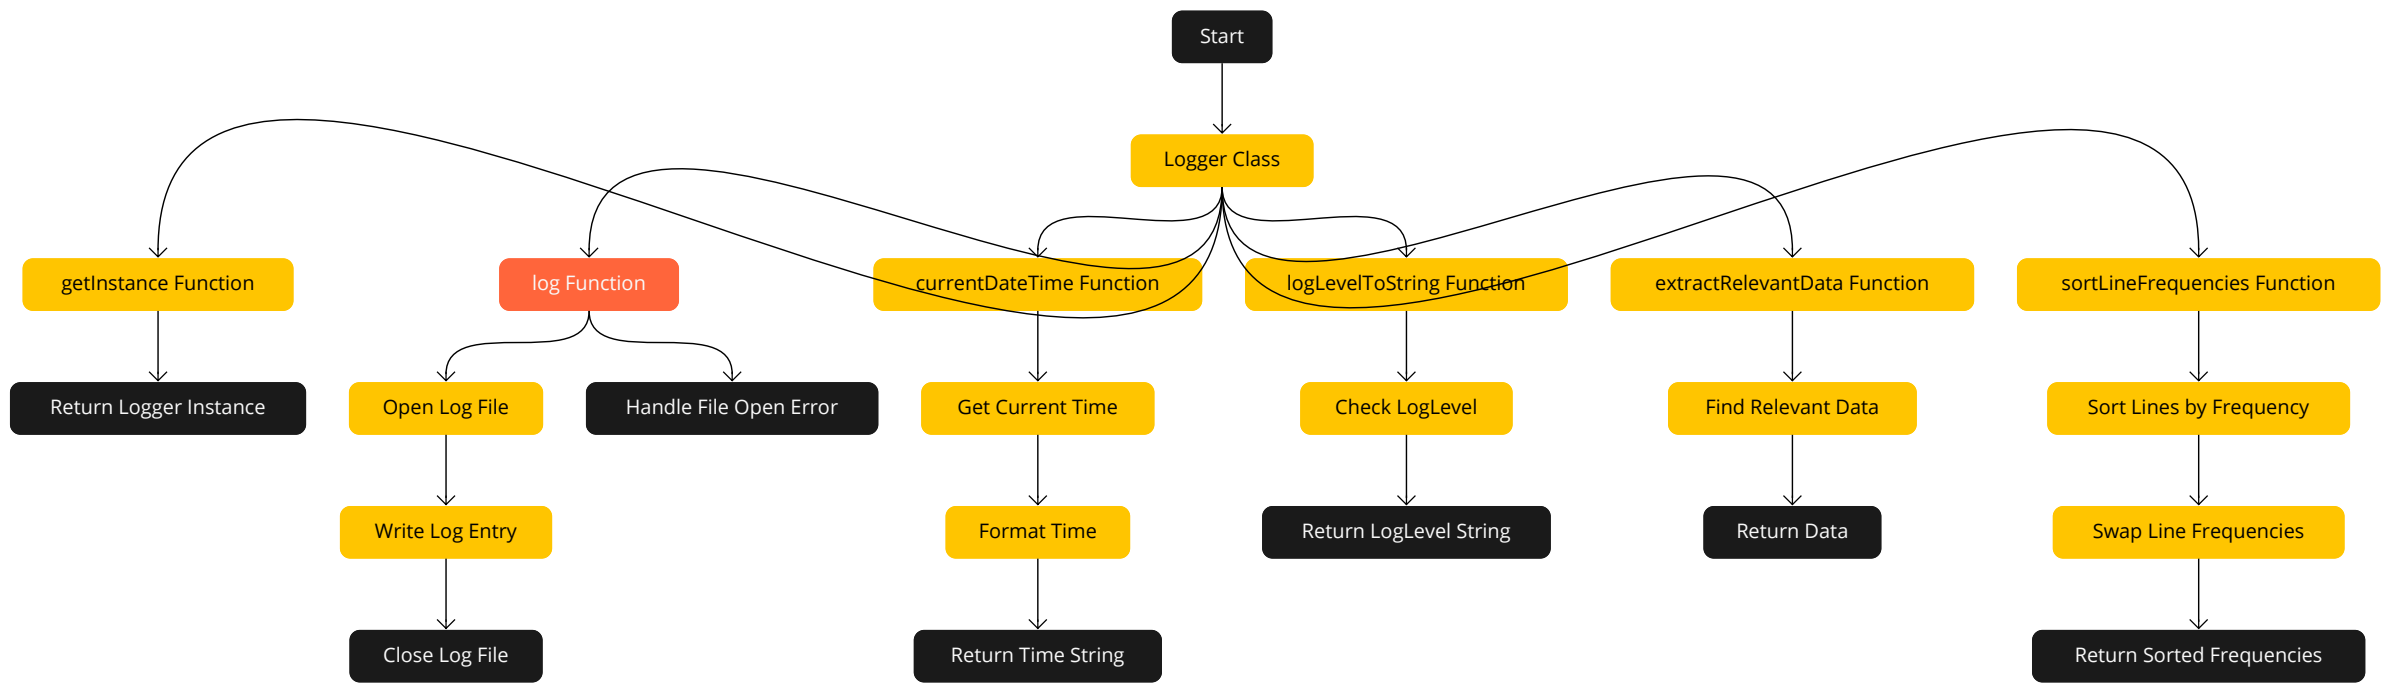 Start
Logger Class
getInstance Function
log Function
currentDateTime Function
logLevelToString Function
extractRelevantData Function
sortLineFrequencies Function
Return Logger Instance
Open Log File
Handle File Open Error
Get Current Time
Check LogLevel
Find Relevant Data
Sort Lines by Frequency
Write Log Entry
Format Time
Return LogLevel String
Return Data
Swap Line Frequencies
Close Log File
Return Time String
Return Sorted Frequencies